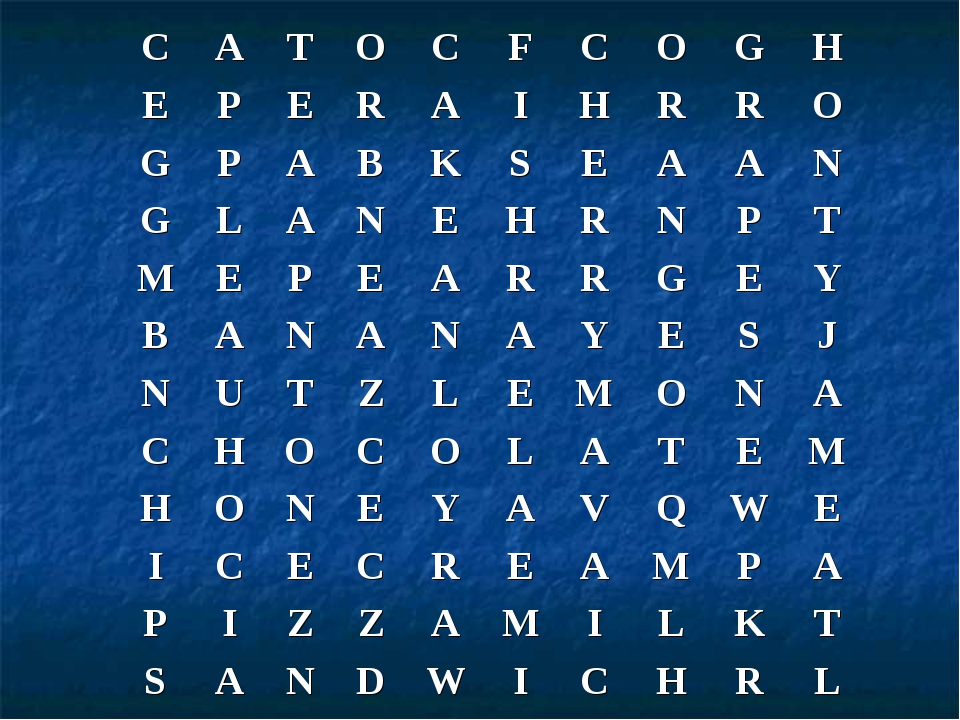 C A T O C F C O G H
E P E R A I H R R O
G P A B K S E A A N
G L A N E H R N P T
M E P E A R R G E Y
B A N A N A Y E S J
N U T Z L E M O N A
C H O C O L A T E M
H O N E Y A V Q W E
I C E C R E A M P A
P I Z Z A M I L K T
S A N D W I C H R L